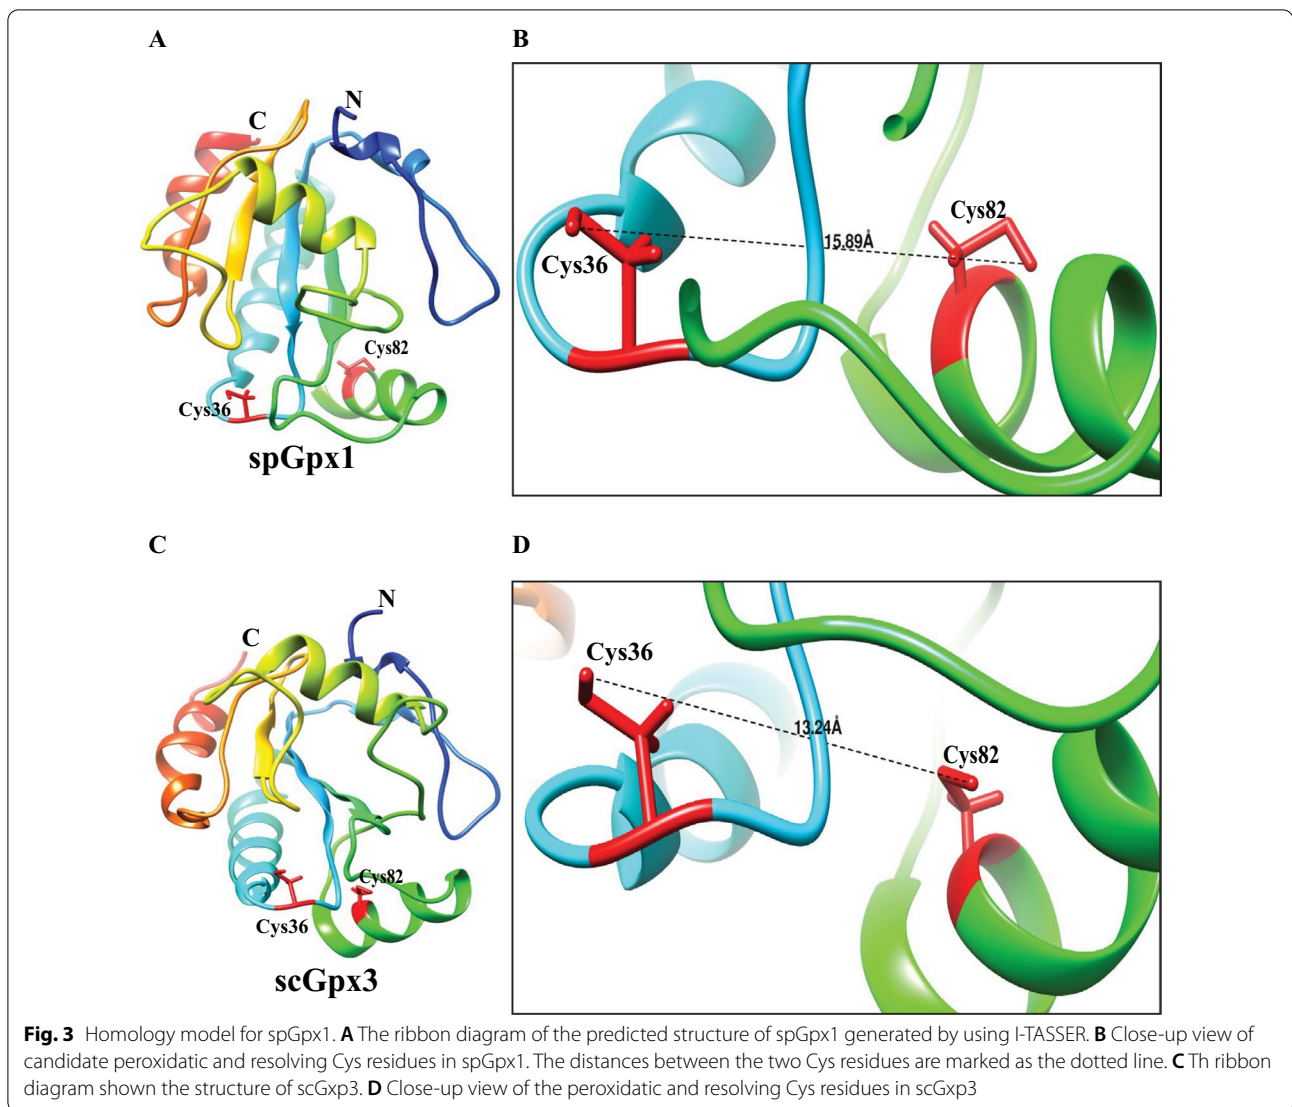 A
B
N
C
Cys82
Cys36
spGpx1
Cys82
15.89Å
Cys36
C
D
N
C
Cys82
Cys36
scGpx3
Cys36
13.24Å
Cys82
Fig. 3 Homology model for spGpx1. A The ribbon diagram of the predicted structure of spGpx1 generated by using I-TASSER. B Close-up view of
candidate peroxidatic and resolving Cys residues in spGpx1. The distances between the two Cys residues are marked as the dotted line. C Th ribbon
diagram shown the structure of scGxp3. D Close-up view of the peroxidatic and resolving Cys residues in scGxp3